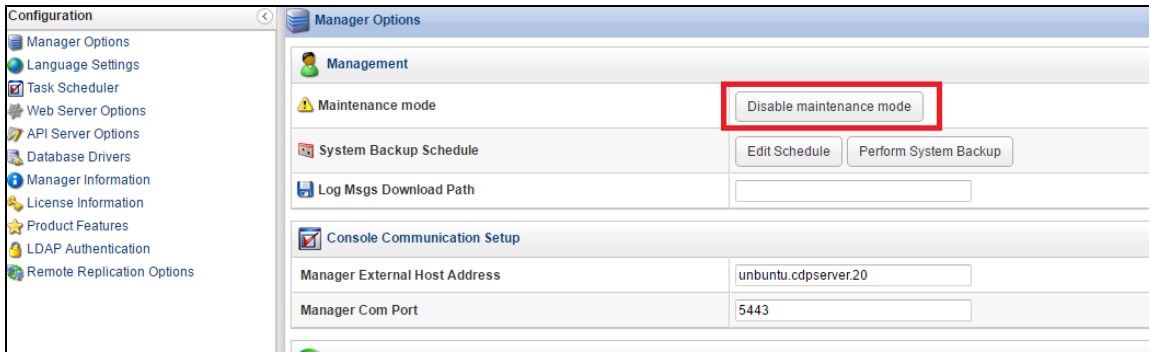 Configuration
Manager Options
Language Settings
Task Scheduler
Web Server Options
API Server Options
Database Drivers
Manager Information
License Information
Product Features
LDAP Authentication
Remote Replication Options
Manager Options
Management
Maintenance mode
Disable maintenance mode
System Backup Schedule
Edit Schedule Perform System Backup
Log Msgs Download Path
Console Communication Setup
Manager External Host Address
unbuntu.cdpserver.20
Manager Com Port
5443